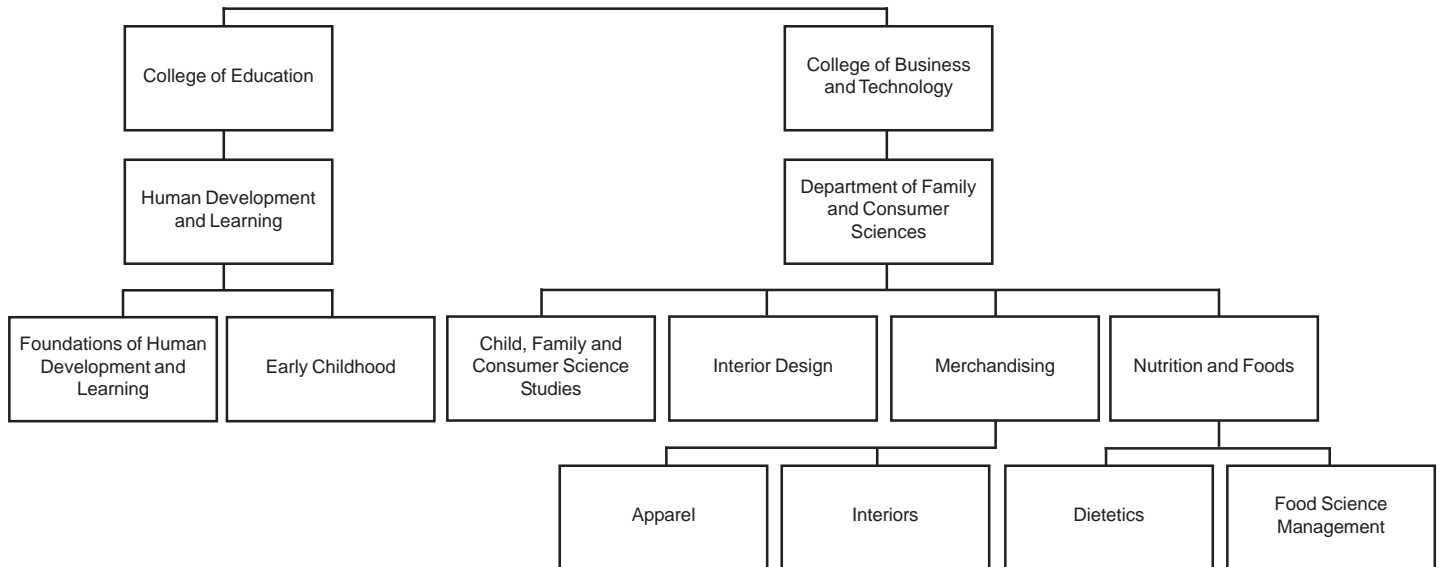 College of Education
College of Business
and Technology
Human Development
and Learning
Department of Family
and Consumer
Sciences
Foundations of Human
Development and
Learning
Early Childhood
Child, Family and
Consumer Science
Studies
Interior Design
Merchandising
Nutrition and Foods
Apparel
Interiors
Dietetics
Food Science
Management